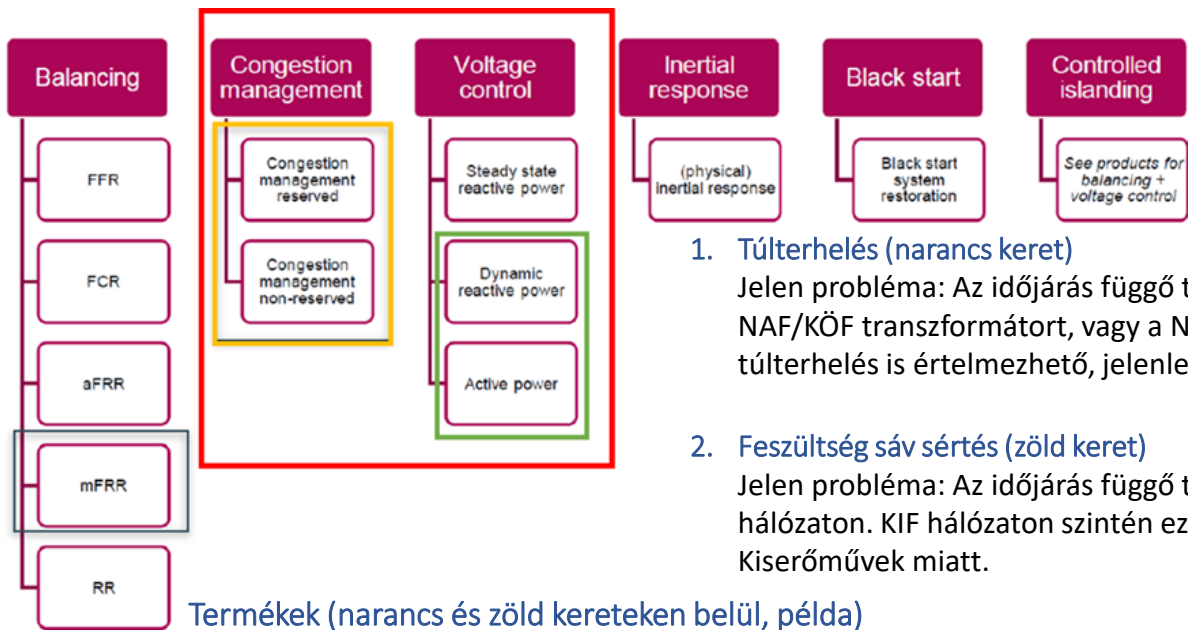 Balancing
FFR
FCR
aFRR
mFRR
RR
Congestion
management
Congestion
management
reserved
Congestion
management
non-reserved
Voltage
control
Steady state
reactive power
Dynamic
reactive power
Active power
Inertial
response
(physical)
inertial response
Black start
Black start
system
restoration
Controlled
islanding
See products for
balancing +
voltage control
1. Túlterhelés (narancs keret)
Jelen probléma: Az időjárás függő t
NAF/KÖF transzformátort, vagy a N
túlterhelés is értelmezhető, jelenle
2. Feszültség sáv sértés (zöld keret)
Jelen probléma: Az időjárás függő t
hálózaton. KIF hálózaton szintén ez
Kiserőművek miatt.
Termékek (narancs és zöld kereteken belül, példa)